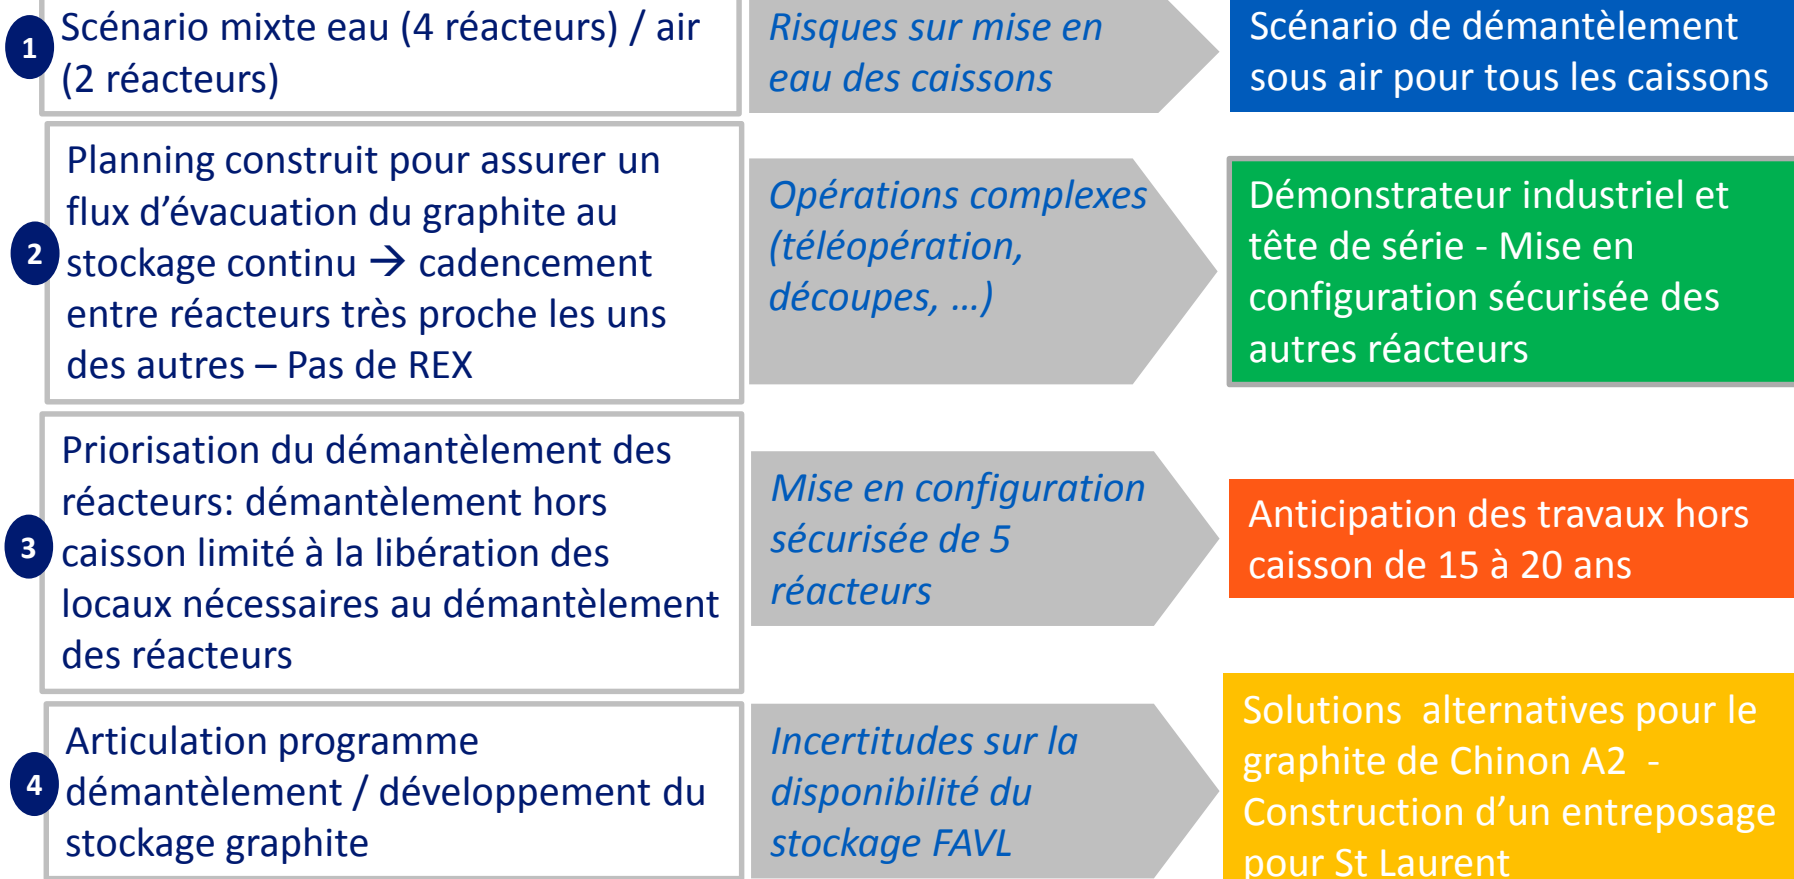 1
Scénario mixte eau (4 réacteurs) / air
(2 réacteurs)
Risques sur mise en
eau des caissons
Scénario de démantèlement
sous air pour tous les caissons
2
Planning construit pour assurer un
flux d’évacuation du graphite au
stockage continu → cadencement
entre réacteurs très proche les uns
des autres – Pas de REX
Opérations complexes
(téléopération,
découpes, …)
Démonstrateur industriel et
tête de série - Mise en
configuration sécurisée des
autres réacteurs
3
Priorisation du démantèlement des
réacteurs: démantèlement hors
caisson limité à la libération des
locaux nécessaires au démantèlement
des réacteurs
Mise en configuration
sécurisée de 5
réacteurs
Anticipation des travaux hors
caisson de 15 à 20 ans
4
Articulation programme
démantèlement / développement du
stockage graphite
Incertitudes sur la
disponibilité du
stockage FAVL
Solutions  alternatives pour le
graphite de Chinon A2  -
Construction d’un entreposage
pour St Laurent